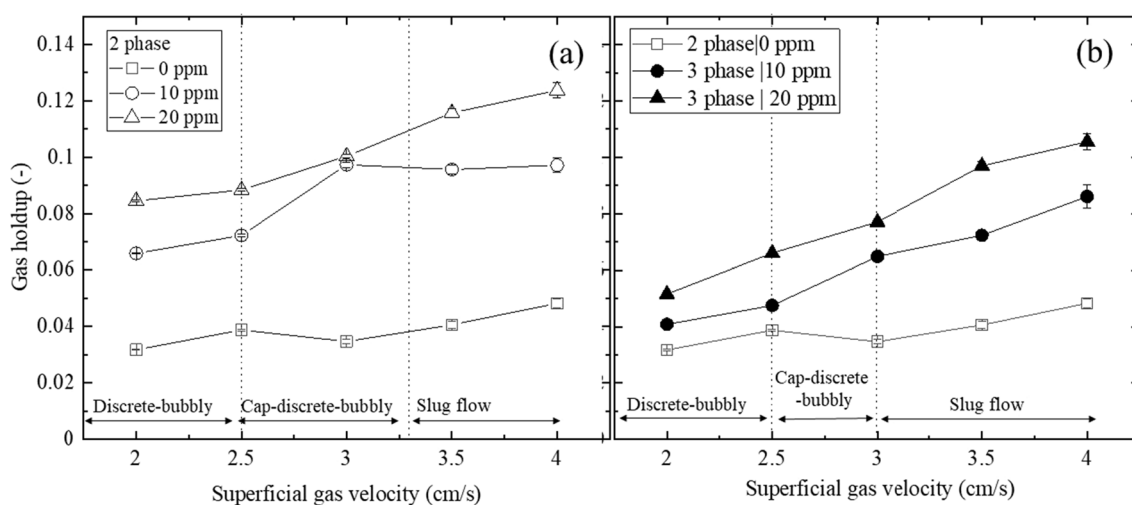 0.14
0.12
0.1
0.08
0.06
0.04
0.02
0
Gas holdup (-)
2 phase
0 ppm
10 ppm
20 ppm
(a)
Discrete-bubbly
Cap-discrete-bubbly
Slug flow
2
2.5
3
3.5
4
Superficial gas velocity (cm/s)
2 phase|0 ppm
3 phase |10 ppm
3 phase | 20 ppm
(b)
Discrete-bubbly
Cap-discrete
-bubbly
Slug flow
2
2.5
3
3.5
4
Superficial gas velocity (cm/s)